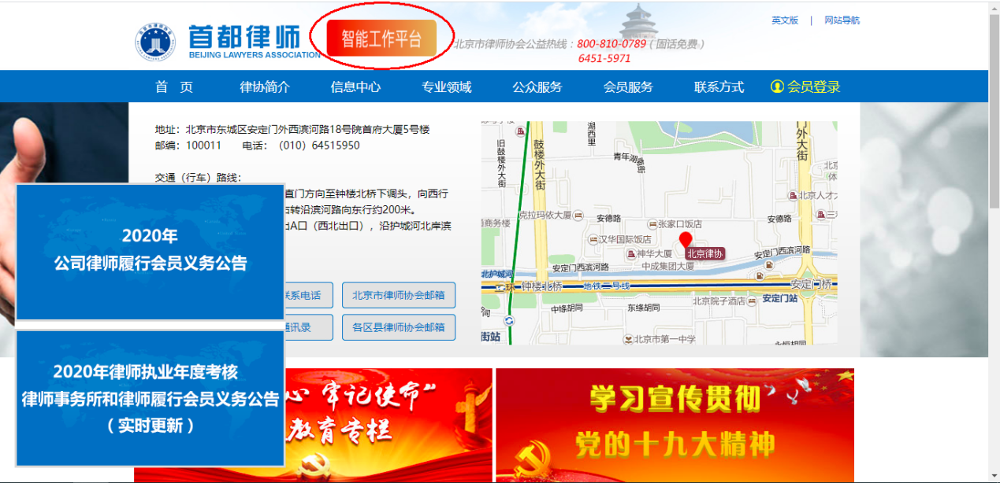 首都律师
BEIJING LAWYERS ASSOCIATION
智能工作平台
北京市律师协会公益热线：800-810-0789（固话免费）
6451-5971
英文版 | 网站导航
首 页 律协简介 信息中心 专业领域 公众服务 会员服务 联系方式 会员登录
地址：北京市东城区安定门外西滨河路18号院首府大厦5号楼
邮编：100011 电话：（010）64515950
交通（行车）路线：
直门方向至钟楼北桥下调头，向西行
右转沿滨河路向东行约200米。
出A口（西北出口），沿护城河北岸滨
联系电话 北京市律师协会邮箱
通讯录 各区县律师协会邮箱
2020年
公司律师履行会员义务公告
2020年律师执业年度考核
律师事务所和律师履行会员义务公告
（实时更新）
旧鼓楼外大街
鼓楼外大街
湖西里
青年湖南街
门外大街
北京人才
克拉玛依大厦
安德路
张家口饭店
安德路
商务楼
汉华国际饭店
神华大厦
北京律协
中成集团大厦
安定门西滨河路
安定门西滨河路
北护城河
二环
钟楼北桥
地铁二号线
安定门桥
安定门站
北京院子酒店
中绦胡同
东绦胡同
街站
北京市第一中学
永恒胡同
心 牢记使命”
教育专栏
学习宣传贯彻
党的十九大精神